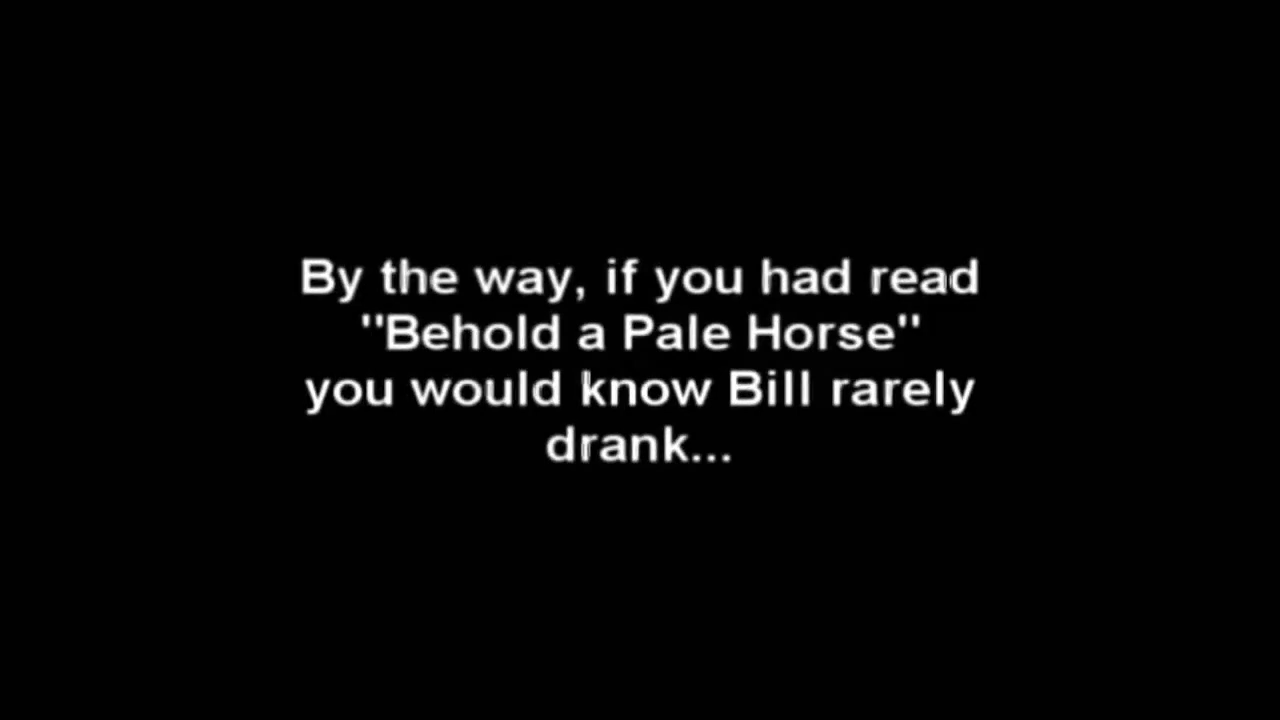 By the way, if you had read
"Behold a Pale Horse"
you would know Bill rarely
drank...